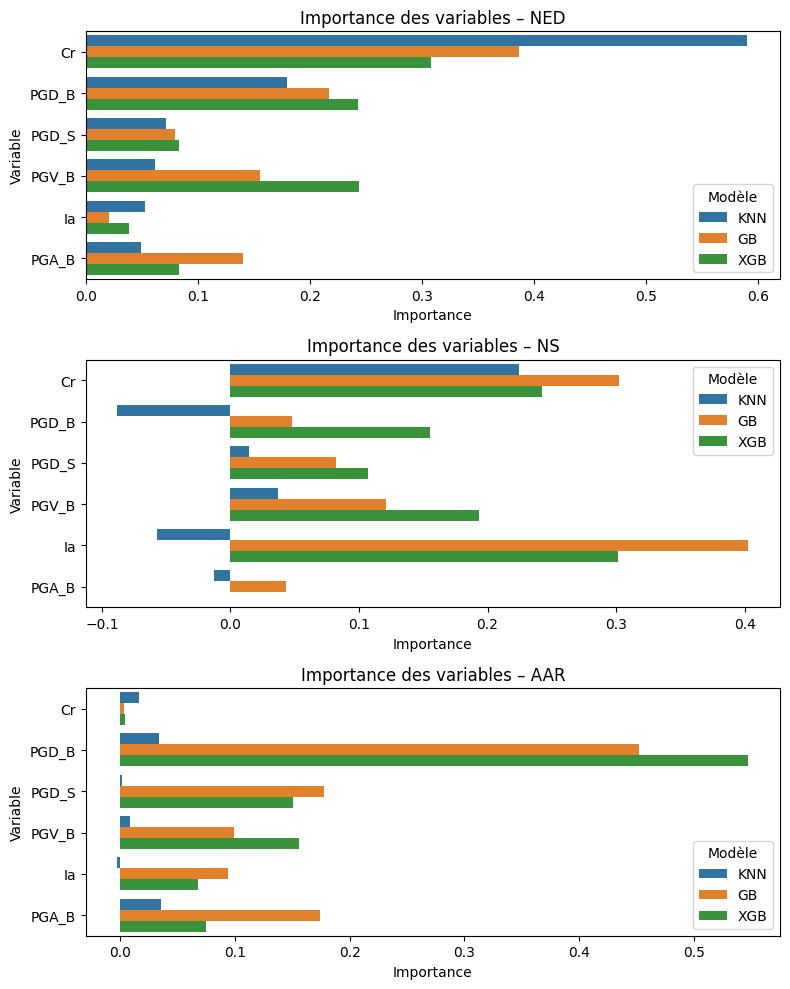 Importance des variables – NED
Variable
Cr
PGD_B
PGD_S
PGV_B
Ia
PGA_B
Modèle
KNN
GB
XGB
0.0 0.1 0.2 0.3 0.4 0.5 0.6
Importance
Importance des variables – NS
Variable
Cr
PGD_B
PGD_S
PGV_B
Ia
PGA_B
Modèle
KNN
GB
XGB
−0.1 0.0 0.1 0.2 0.3 0.4
Importance
Importance des variables – AAR
Variable
Cr
PGD_B
PGD_S
PGV_B
Ia
PGA_B
Modèle
KNN
GB
XGB
0.0 0.1 0.2 0.3 0.4 0.5
Importance